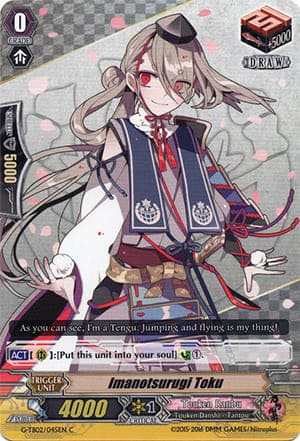 0
GRADE
+5000
DRAW
SHIELD
5000
As you can see, I'm a Tengu. Jumping and flying is my thing!
ACT[ ]:[Put this unit into your soul] .
TRIGGER UNIT
Imanotsurugi Toku
4000
1
CRITICAL
POWER
Touken Ranbu
Touken Danshi - Tantou
G-TB02/045EN C
©2015-2016 DMM GAMES/Nitroplus